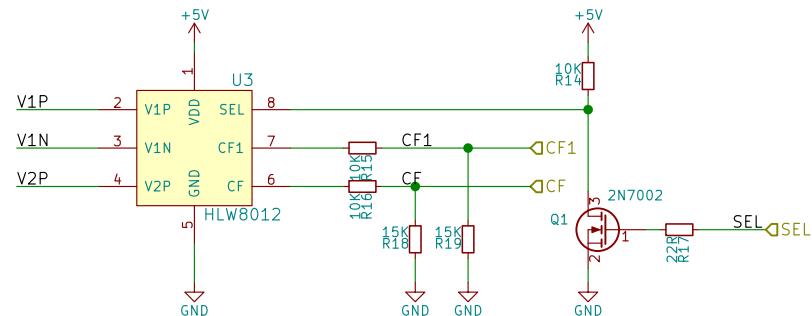 +5V
+5V
U3
10K
R14
1
V1P
2
V1P
VDD
SEL
8
V1N
3
V1N
CF1
7
CF1
CF1
10K
R15
V2P
4
V2P
GND
CF
6
CF
CF
10K
R16
HLW8012
5
15K
R18
15K
R19
2N7002
3
Q1
1
2
22R
R17
SEL
SEL
GND
GND
GND
GND